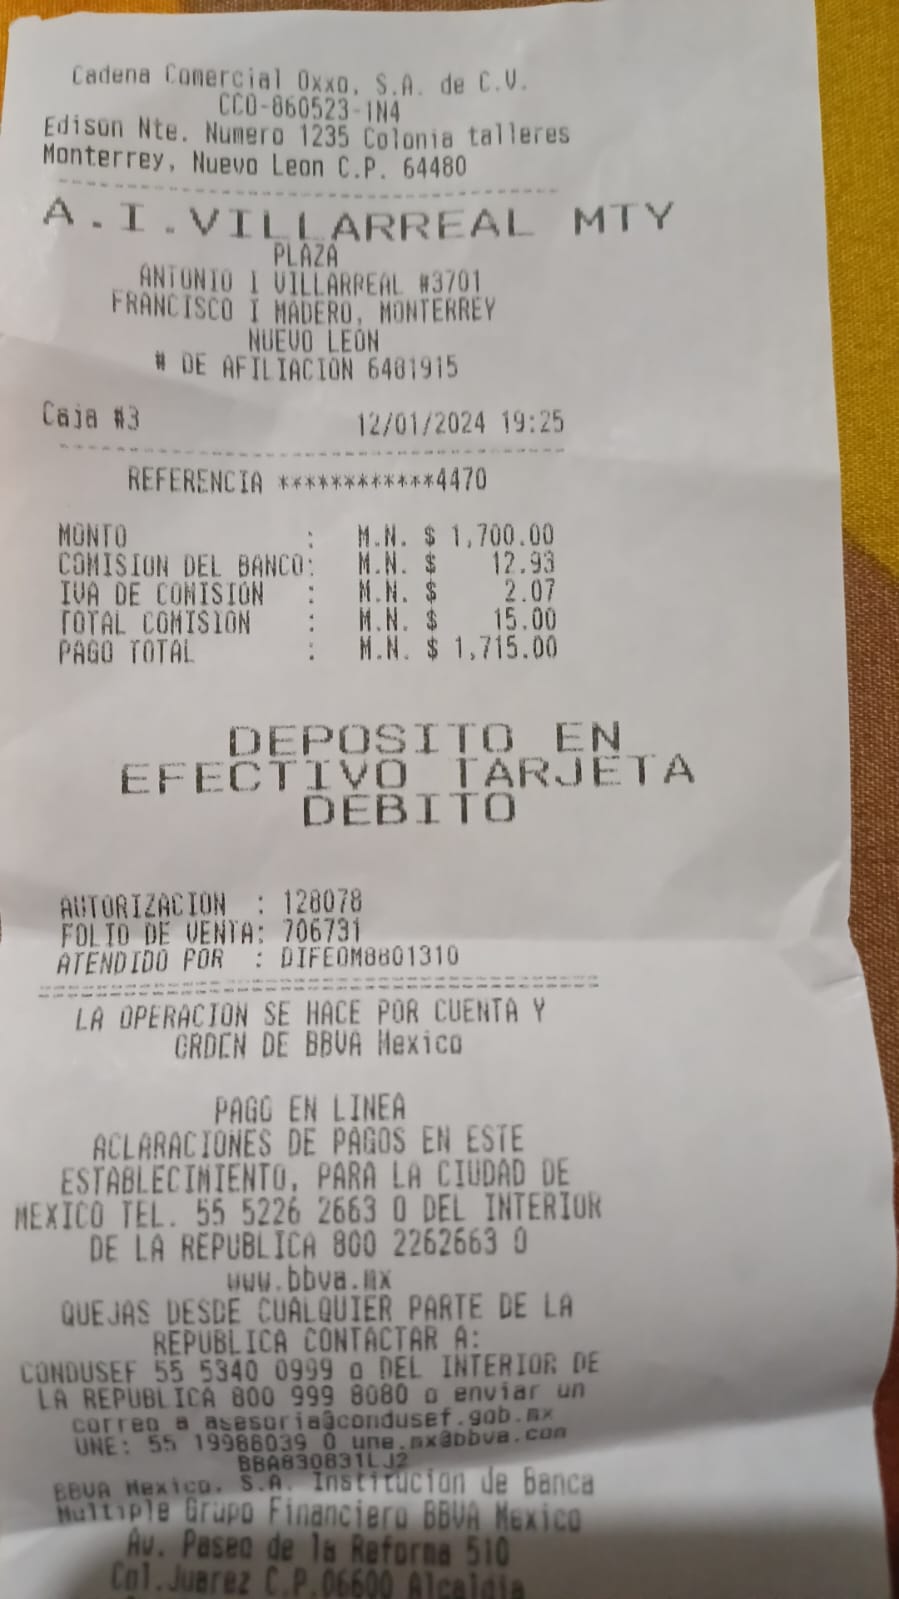 Cadena Comercial Oxxo, S.A. de C.V.
CCO-860523-1N4
Edison Nte. Numero 1235 Colonia talleres
Monterrey, Nuevo Leon C.P. 64480
A.I.VILLARREAL MTY
PLAZA
ANTONIO I VILLARREAL #3701
FRANCISCO I MADERO, MONTERREY
NUEVO LEON
# DE AFILIACION 6481915
Caja #3 12/01/2024 19:25
REFERENCIA ************4470
MONTO : M.N. $ 1,700.00
COMISION DEL BANCO: M.N. $ 12.93
IVA DE COMISION : M.N. $ 2.07
TOTAL COMISION : M.N. $ 15.00
PAGO TOTAL : M.N. $ 1,715.00
DEPOSITO EN
EFECTIVO TARJETA
DEBITO
AUTORIZACION : 128078
FOLIO DE VENTA: 706731
ATENDIDO POR : DIFEOM8801310
LA OPERACION SE HACE POR CUENTA Y
ORDEN DE BBVA Mexico
PAGO EN LINEA
ACLARACIONES DE PAGOS EN ESTE
ESTABLECIMIENTO, PARA LA CIUDAD DE
MEXICO TEL. 55 5226 2663 O DEL INTERIOR
DE LA REPUBLICA 800 2262663 O
www.bbva.mx
QUEJAS DESDE CUALQUIER PARTE DE LA
REPUBLICA CONTACTAR A:
CONDUSEF 55 5340 0999 o DEL INTERIOR DE
LA REPUBLICA 800 999 8080 o enviar un
correo a asesoria@condusef.gob.mx
UNE: 55 19988039 O une.mx@bbva.com
BBA830831LJ2
BBVA Mexico, S.A. Institucion de Banca
Multiple Grupo Financiero BBVA Mexico
Av. Paseo de la Reforma 510
Col.Juarez C.P.06600 Alcaldia